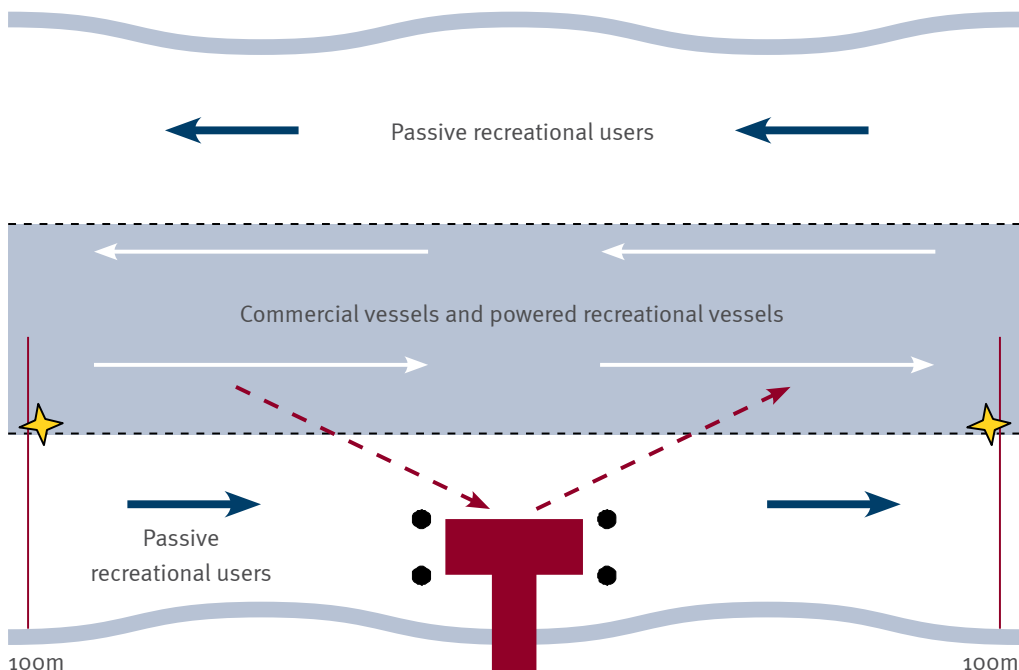 Passive recreational users
Commercial vessels and powered recreational vessels
Passive
recreational users
100m
100m